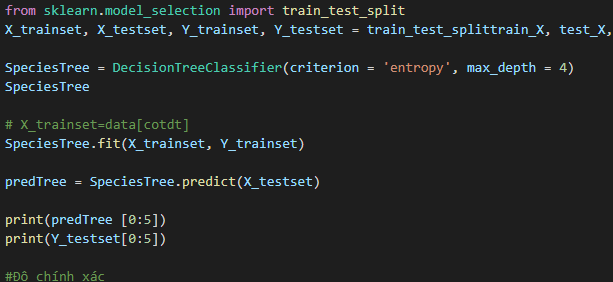 from sklearn.model_selection import train_test_split
X_trainset, X_testset, Y_trainset, Y_testset = train_test_splittrain_X, test_X,
SpeciesTree = DecisionTreeClassifier(criterion = 'entropy', max_depth = 4)
SpeciesTree
# X_trainset=data[cotdt]
SpeciesTree.fit(X_trainset, Y_trainset)
predTree = SpeciesTree.predict(X_testset)
print(predTree [0:5])
print(Y_testset[0:5])
#Độ chính xác